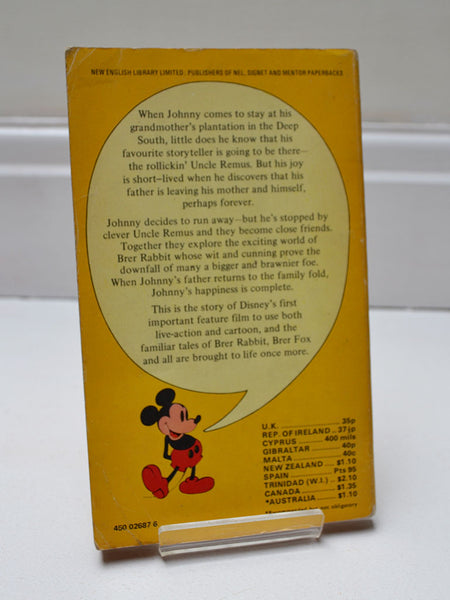 NEW ENGLISH LIBRARY LIMITED: PUBLISHERS OF NEL, SIGNET AND MENTOR PAPERBACKS
When Johnny comes to stay at his
grandmother's plantation in the Deep
South, little does he know that his
favourite storyteller is going to be there—
the rollickin' Uncle Remus. But his joy
is short-lived when he discovers that his
father is leaving his mother and himself,
perhaps forever.
Johnny decides to run away—but he's stopped by
clever Uncle Remus and they become close friends.
Together they explore the exciting world of
Brer Rabbit whose wit and cunning prove the
downfall of many a bigger and brawnier foe.
When Johnny's father returns to the family fold,
Johnny's happiness is complete.
This is the story of Disney's first
important feature film to use both
live-action and cartoon, and the
familiar tales of Brer Rabbit, Brer Fox
and all are brought to life once more.
U.K. ........................ 35p
REP. OF IRELAND .. 37½p
CYPRUS ............ 400 mils
GIBRALTAR ............ 40p
MALTA .................. 40c
NEW ZEALAND .... $1.10
SPAIN ................ Pts 95
TRINIDAD (W.I.) .. $2.10
CANADA .............. $1.35
*AUSTRALIA ........ $1.10
*Recommended but not obligatory
450 02687 6